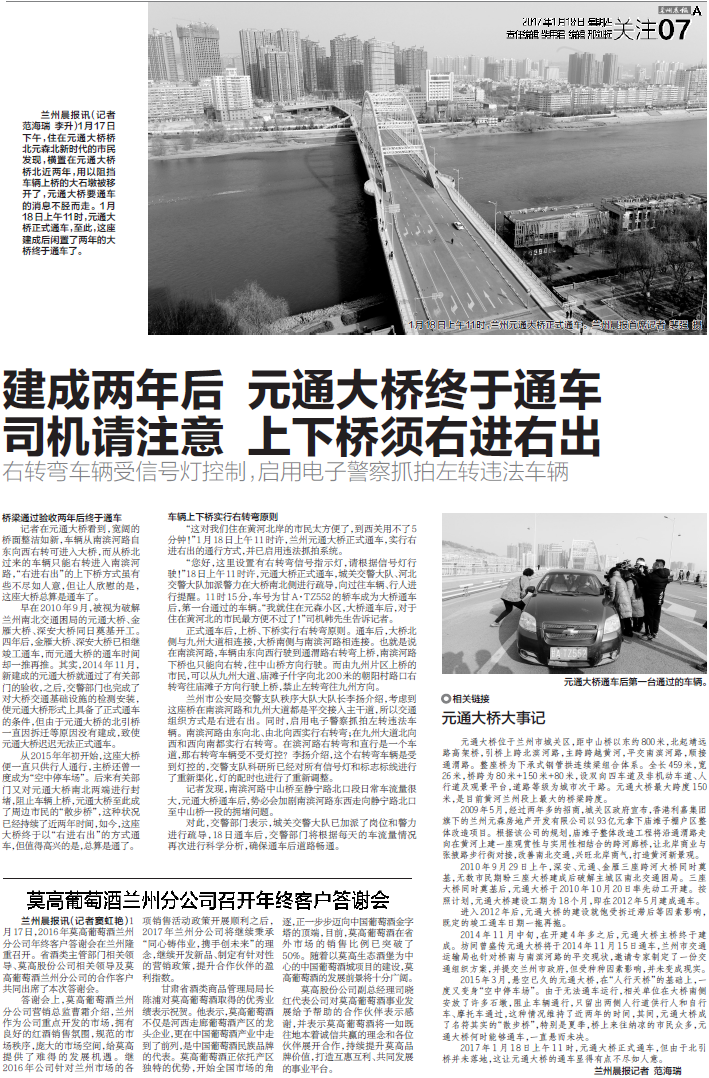 兰州晨报 A
2017年1月19日 星期四
关注07
兰州晨报讯(记者
范海瑞 李升)1月17日
下午,住在元通大桥桥
北元森北新时代的市民
发现,横置在元通大桥
桥北近两年,用以阻挡
车辆上桥的大石墩被移
开了,元通大桥要通车
的消息不胫而走。1月
18日上午11时,元通大
桥正式通车,至此,这座
建成后闲置了两年的大
桥终于通车了。
1月18日上午11时,兰州元通大桥正式通车。兰州晨报首席记者 裴强 摄
建成两年后 元通大桥终于通车
司机请注意 上下桥须右进右出
右转弯车辆受信号灯控制,启用电子警察抓拍左转违法车辆
桥梁通过验收两年后终于通车
记者在元通大桥看到,宽阔的
桥面整洁如新,车辆从南滨河路自
东向西右转可进入大桥,而从桥北
过来的车辆只能右转进入南滨河
路,“右进右出”的上下桥方式虽有
些不尽如人意,但让人欣慰的是,
这座大桥总算是通车了。
早在2010年9月,被视为破解
兰州南北交通困局的元通大桥、金
雁大桥、深安大桥同日奠基开工。
四年后,金雁大桥、深安大桥已相继
竣工通车,而元通大桥的通车时间
却一推再推。其实,2014年11月,
新建成的元通大桥就通过了有关部
门的验收,之后,交警部门也完成了
对大桥交通基础设施的检测安装,
使元通大桥形式上具备了正式通车
的条件,但由于元通大桥的北引桥
一直因拆迁等原因没有建成,致使
元通大桥迟迟无法正式通车。
从2015年年初开始,这座大桥
便一直只供行人通行,主桥还曾一
度成为“空中停车场”。后来有关部
门又对元通大桥南北两端进行封
堵,阻止车辆上桥,元通大桥至此成
了周边市民的“散步桥”,这种状况
已经持续了近两年时间,如今,这座
大桥终于以“右进右出”的方式通
车,但值得高兴的是,总算是通了。
车辆上下桥实行右转弯原则
“这对我们住在黄河北岸的市民太方便了,到西关用不了5
分钟!”1月18日上午11时许,兰州元通大桥正式通车,实行右
进右出的通行方式,并已启用违法抓拍系统。
“您好,这里设置有右转弯信号指示灯,请根据信号灯行
驶!”18日上午11时许,元通大桥正式通车,城关交警大队、河北
交警大队加派警力在大桥南北侧进行疏导,向过往车辆、行人进
行提醒。11时15分,车号为甘A·TZ552的轿车成为大桥通车
后,第一台通过的车辆。“我就住在元森小区,大桥通车后,对于
住在黄河北的市民最方便不过了!”司机韩先生告诉记者。
正式通车后,上桥、下桥实行右转弯原则。通车后,大桥北
侧与九州大道相连接,大桥南侧与南滨河路相连接。也就是说
在南滨河路,车辆由东向西行驶到通渭路右转弯上桥,南滨河路
下桥也只能向右转,往中山桥方向行驶。而由九州片区上桥的
市民,可以从九州大道,庙滩子什字向北200米的朝阳村路口右
转弯往庙滩子方向行驶上桥,禁止左转弯往九州方向。
兰州市公安局交警支队秩序大队大队长李扬介绍,考虑到
这座桥在南滨河路和九州大道都是平交接入主干道,所以交通
组织方式是右进右出。同时,启用电子警察抓拍左转违法车
辆。南滨河路由东向北、由北向西实行右转弯;在九州大道北向
西和西向南都实行右转弯。在滨河路右转弯和直行是一个车
道,那右转弯车辆受不受灯控?李扬介绍,这个右转弯车辆是受
到灯控的,交警支队科研所已经对所有信号灯和标志标线进行
了重新渠化,灯的配时也进行了重新调整。
记者发现,南滨河路中山桥至静宁路北口段日常车流量很
大,元通大桥通车后,势必会加剧南滨河路东西走向静宁路北口
至中山桥一段的拥堵问题。
对此,交警部门表示,城关交警大队已加派了岗位和警力
进行疏导,18日通车后,交警部门将根据每天的车流量情况
再次进行科学分析,确保通车后道路畅通。
元通大桥通车后第一台通过的车辆。
◎相关链接
元通大桥大事记
元通大桥位于兰州市城关区,距中山桥以东约800米,北起靖远
路高架桥,引桥上跨北滨河路,主跨跨越黄河,平交南滨河路,顺接
通渭路。整座桥为下承式钢管拱连续梁组合体系。全长459米,宽
26米,桥跨为80米+150米+80米,设双向四车道及非机动车道、人
行道及观景平台,道路等级为城市次干路。元通大桥最大跨度150
米,是目前黄河兰州段上最大的桥梁跨度。
2009年5月,经过两年多的招商,城关区政府宣布,香港利嘉集团
旗下的兰州元森房地产开发有限公司以93亿元拿下庙滩子棚户区整
体改造项目。根据该公司的规划,庙滩子整体改造工程将沿通渭路走
向在黄河上建一座观赏性与实用性相结合的跨河廊桥,让北岸商业与
张掖路步行街对接,改善南北交通,兴旺北岸商气,打造黄河新景观。
2010年9月29日上午,深安、元通、金雁三座跨河大桥同时奠
基,无数市民期盼三座大桥建成后破解主城区南北交通困局。三座
大桥同时奠基后,元通大桥于2010年10月20日率先动工开建。按
照计划,元通大桥建设工期为18个月,即在2012年5月建成通车。
进入2012年后,元通大桥的建设就饱受拆迁滞后等因素影响,
既定的竣工通车日期一拖再拖。
2014年11月中旬,在开建4年多之后,元通大桥主桥终于建
成。坊间曾盛传元通大桥将于2014年11月15日通车,兰州市交通
运输局也针对桥南与南滨河路的平交现状,邀请专家制定了一份交
通组织方案,并提交兰州市政府,但受种种因素影响,并未变成现实。
2015年3月,悬空已久的元通大桥,在“人行天桥”的基础上,一
度又变身“空中停车场”。由于无法通车运行,相关单位在大桥南侧
安放了许多石墩,阻止车辆通行,只留出两侧人行道供行人和自行
车、摩托车通过,这种情况维持了近两年的时间,其间,元通大桥成
了名符其实的“散步桥”,特别是夏季,桥上来往纳凉的市民众多,元
通大桥何时能够通车,一直悬而未决。
2017年1月18日上午11时,元通大桥正式通车,但由于北引
桥并未落地,这让元通大桥的通车显得有点不尽如人意。
兰州晨报记者 范海瑞
莫高葡萄酒兰州分公司召开年终客户答谢会
兰州晨报讯(记者窦虹艳)1
月17日,2016年莫高葡萄酒兰州
分公司年终客户答谢会在兰州隆
重召开。省酒类主管部门相关领
导、莫高股份公司相关领导及莫
高葡萄酒兰州分公司的合作客户
共同出席了本次答谢会。
答谢会上,莫高葡萄酒兰州
分公司营销总监曹霜介绍,兰州
作为公司重点开发的市场,拥有
良好的红酒销售氛围,规范的市
场秩序,庞大的市场空间,给莫高
提供了难得的发展机遇。继
2016年公司针对兰州市场的各
项销售活动政策开展顺利之后,
2017年兰州分公司将继续秉承
“同心铸伟业,携手创未来”的理
念,继续开发新品、制定有针对性
的营销政策,提升合作伙伴的盈
利指数。
甘肃省酒类商品管理局局长
陈浦对莫高葡萄酒取得的优秀业
绩表示祝贺。他表示,莫高葡萄酒
不仅是河西走廊葡萄酒产区的龙
头企业,更在中国葡萄酒产业中走
到了前列,是中国葡萄酒民族品牌
的代表。莫高葡萄正依托产区
独特的优势,开始全国市场的角
逐,正一步步迈向中国葡萄酒金字
塔的顶端,目前,莫高葡萄酒在省
外市场的销售比例已突破了
50%。随着以莫高生态酒堡为中
心的中国葡萄酒城项目的建设,莫
高葡萄酒的发展前景将十分广阔。
莫高股份公司副总经理司晓
红代表公司对莫高葡萄酒事业发
展给予帮助的合作伙伴表示感
谢,并表示莫高葡萄酒将一如既
往地本着诚信共赢的理念和各位
伙伴展开合作,持续提升莫高品
牌价值,打造互惠互利、共同发展
的事业平台。